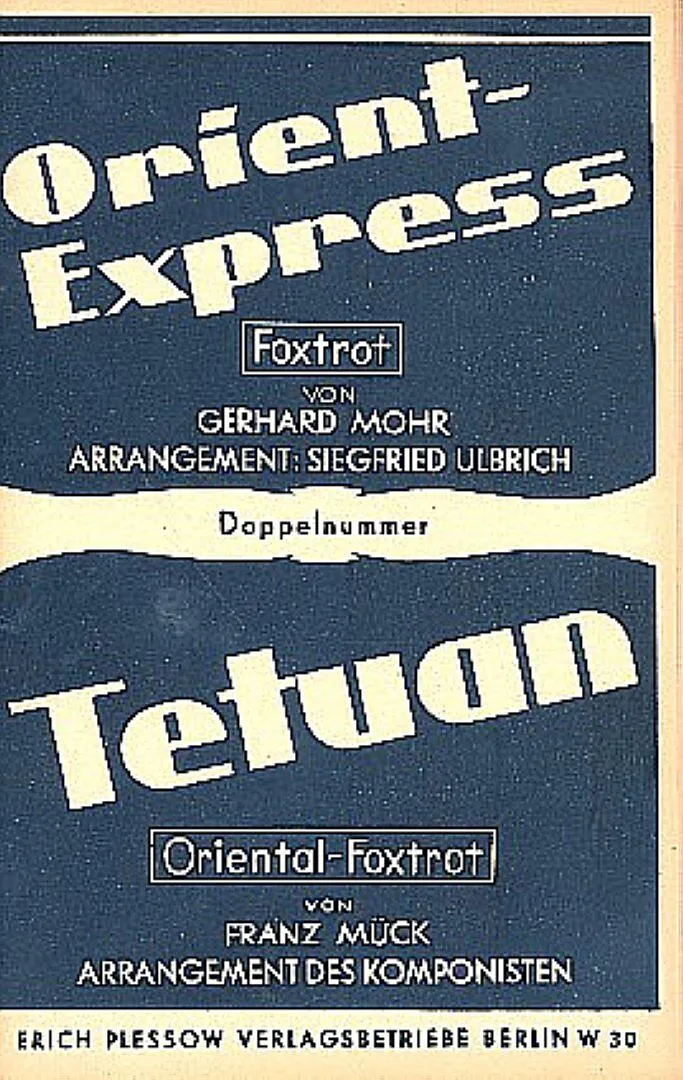 Orient-
Express
Foxtrot
VON
GERHARD MOHR
ARRANGEMENT: SIEGFRIED ULBRICH
Doppelnummer
Tetuan
Oriental-Foxtrot
VON
FRANZ MÜCK
ARRANGEMENT DES KOMPONISTEN
ERICH PLESSOW VERLAGSBETRIEBE BERLIN W 30